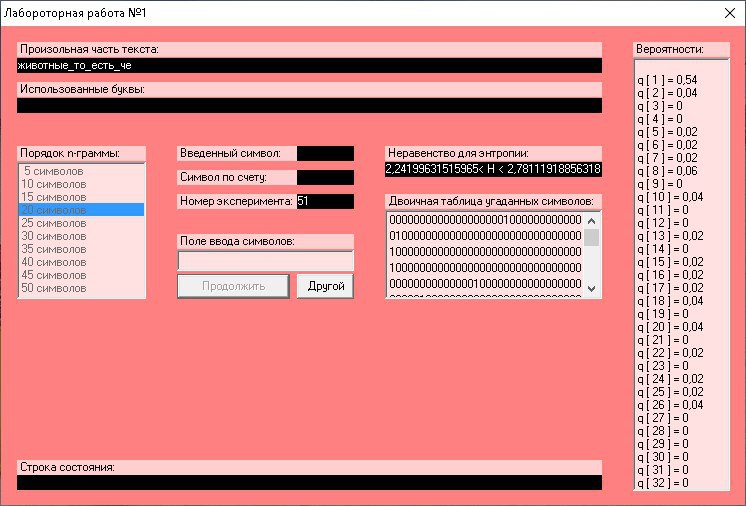 Лабороторная работа №1
Произольная часть текста:
животные_то_есть_че
Использованные буквы:
Порядок n-граммы:
5 символов
10 символов
15 символов
20 символов
25 символов
30 символов
35 символов
40 символов
45 символов
50 символов
Введенный символ:
Символ по счету:
Номер эксперимента: 51
Поле ввода символов:
Продолжить
Другой
Неравенство для энтропии:
2,24199631515965< H < 2,78111918856318
Двоичная таблица угаданных символов:
00000000000000000001000000000000
01000000000000000000000000000000
10000000000000000000000000000000
10000000000000000000000000000000
00000000000001000000000000000000
Строка состояния:
Вероятности:
q [ 1 ] = 0,54
q [ 2 ] = 0,04
q [ 3 ] = 0
q [ 4 ] = 0
q [ 5 ] = 0,02
q [ 6 ] = 0,02
q [ 7 ] = 0,02
q [ 8 ] = 0,06
q [ 9 ] = 0
q [ 10 ] = 0,04
q [ 11 ] = 0
q [ 12 ] = 0
q [ 13 ] = 0,02
q [ 14 ] = 0
q [ 15 ] = 0,02
q [ 16 ] = 0,02
q [ 17 ] = 0,02
q [ 18 ] = 0,04
q [ 19 ] = 0
q [ 20 ] = 0,04
q [ 21 ] = 0
q [ 22 ] = 0,02
q [ 23 ] = 0
q [ 24 ] = 0,02
q [ 25 ] = 0,02
q [ 26 ] = 0,04
q [ 27 ] = 0
q [ 28 ] = 0
q [ 29 ] = 0
q [ 30 ] = 0
q [ 31 ] = 0
q [ 32 ] = 0